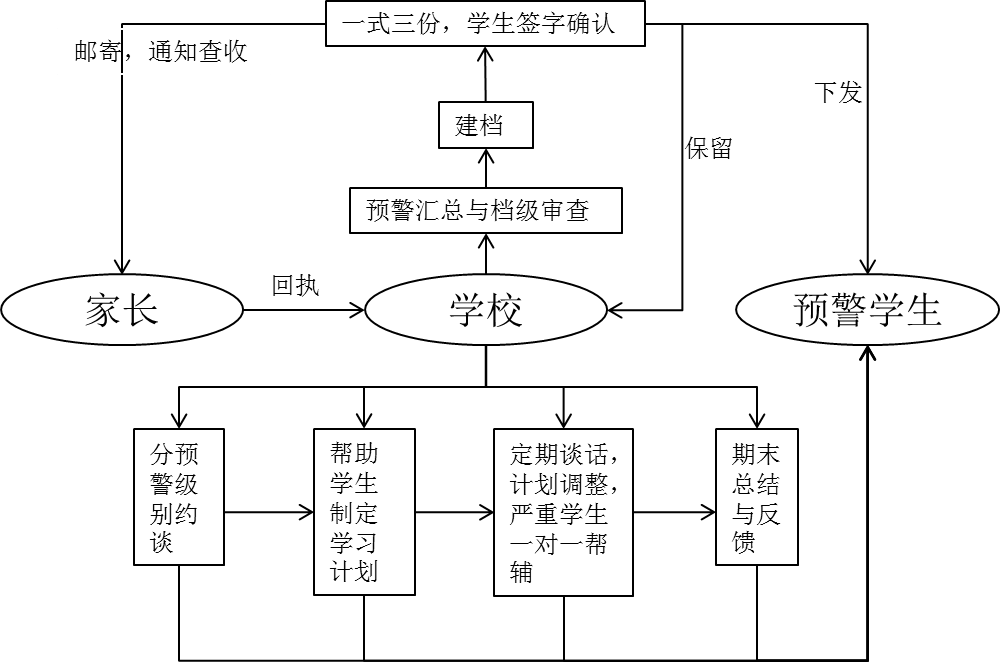 一式三份，学生签字确认
邮寄，通知查收
下发
建档
保留
预警汇总与档级审查
回执
家长
学校
预警学生
分预
警级
别约
谈
帮助
学生
制定
学习
计划
定期谈话，
计划调整，
严重学生
一对一帮
辅
期末
总结
与反
馈